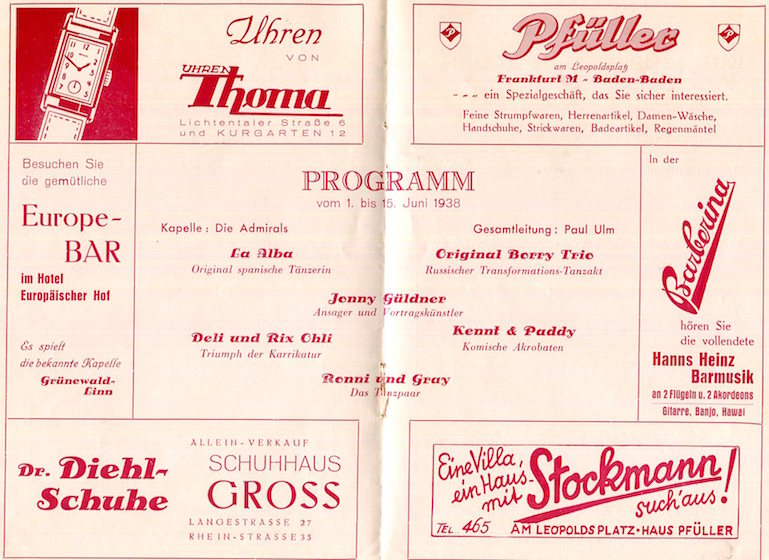 Uhren
VON
UHREN
Thoma
Lichtentaler Straße 6
und KURGARTEN 12
P
Pfüller
P
am Leopoldsplatz
Frankfurt M - Baden-Baden
--- ein Spezialgeschäft, das Sie sicher interessiert.
Feine Strumpfwaren, Herrenartikel, Damen-Wäsche,
Handschuhe, Strickwaren, Badeartikel, Regenmäntel
Besuchen Sie
die gemütliche
Europe-
BAR
im Hotel
Europäischer Hof
Es spielt
die bekannte Kapelle
Grünewald-
Linn
PROGRAMM
vom 1. bis 15. Juni 1938
Kapelle: Die Admirals
La Alba
Original spanische Tänzerin
Gesamtleitung: Paul Ulm
Original Borry Trio
Russischer Transformations-Tanzakt
Jonny Güldner
Ansager und Vortragskünstler
Deli und Rix Ohli
Triumph der Karrikatur
Kennt & Paddy
Komische Akrobaten
Ronni und Gray
Das Tanzpaar
In der
Barberina
hören Sie
die vollendete
Hanns Heinz
Barmusik
an 2 Flügeln u. 2 Akordeons
Gitarre, Banjo, Hawai
Dr. Diehl-
Schuhe
ALLEIN-VERKAUF
SCHUHHAUS
GROSS
LANGESTRASSE 27
RHEIN-STRASSE 35
Eine Villa,
ein Haus-
mit Stockmann
such' aus!
TEL. 465 AM LEOPOLDSPLATZ · HAUS PFÜLLER